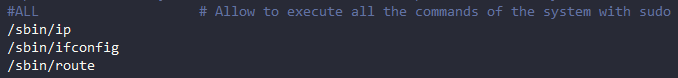 #ALL # Allow to execute all the commands of the system with sudo
/sbin/ip
/sbin/ifconfig
/sbin/route